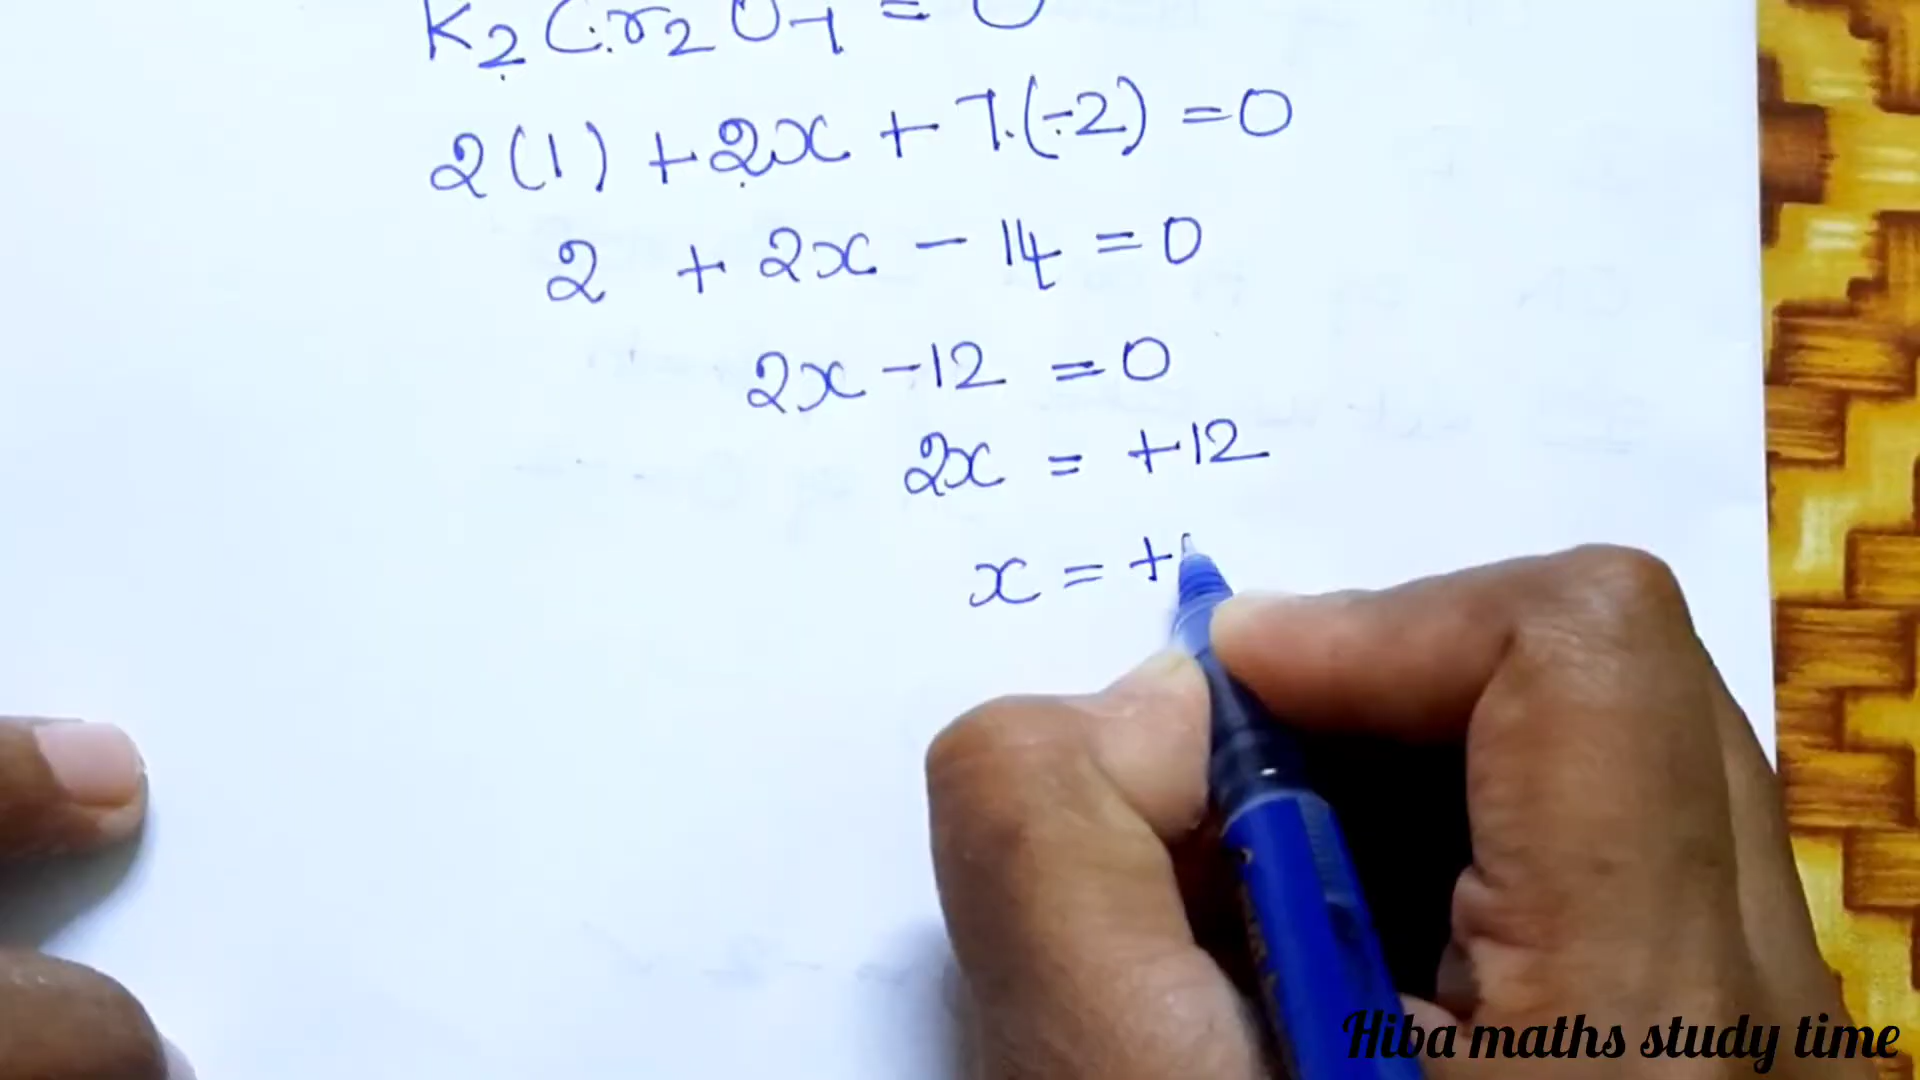 K₂Cr₂O7 = 0
2(1) + 2x + 7.(-2) = 0
2 + 2x - 14 = 0
2x - 12 = 0
2x = +12
x = +
Hiba maths study time